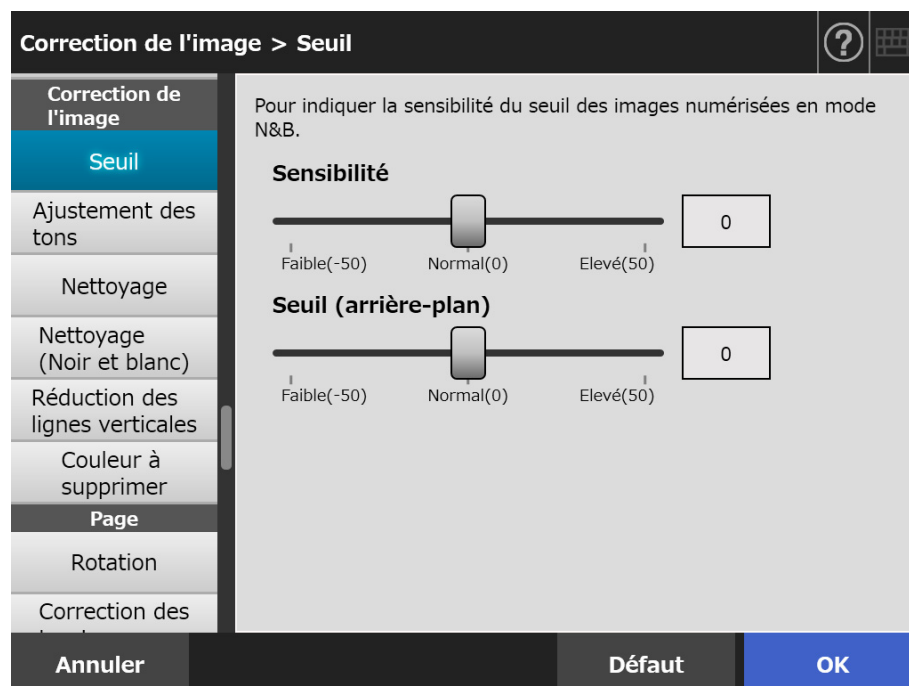 Correction de l'image > Seuil
?
Correction de
l'image
Seuil
Ajustement des
tons
Nettoyage
Nettoyage
(Noir et blanc)
Réduction des
lignes verticales
Couleur à
supprimer
Page
Rotation
Correction des
Pour indiquer la sensibilité du seuil des images numérisées en mode
N&B.
Sensibilité
0
Faible(-50) Normal(0) Elevé(50)
Seuil (arrière-plan)
0
Faible(-50) Normal(0) Elevé(50)
Annuler
Défaut
OK